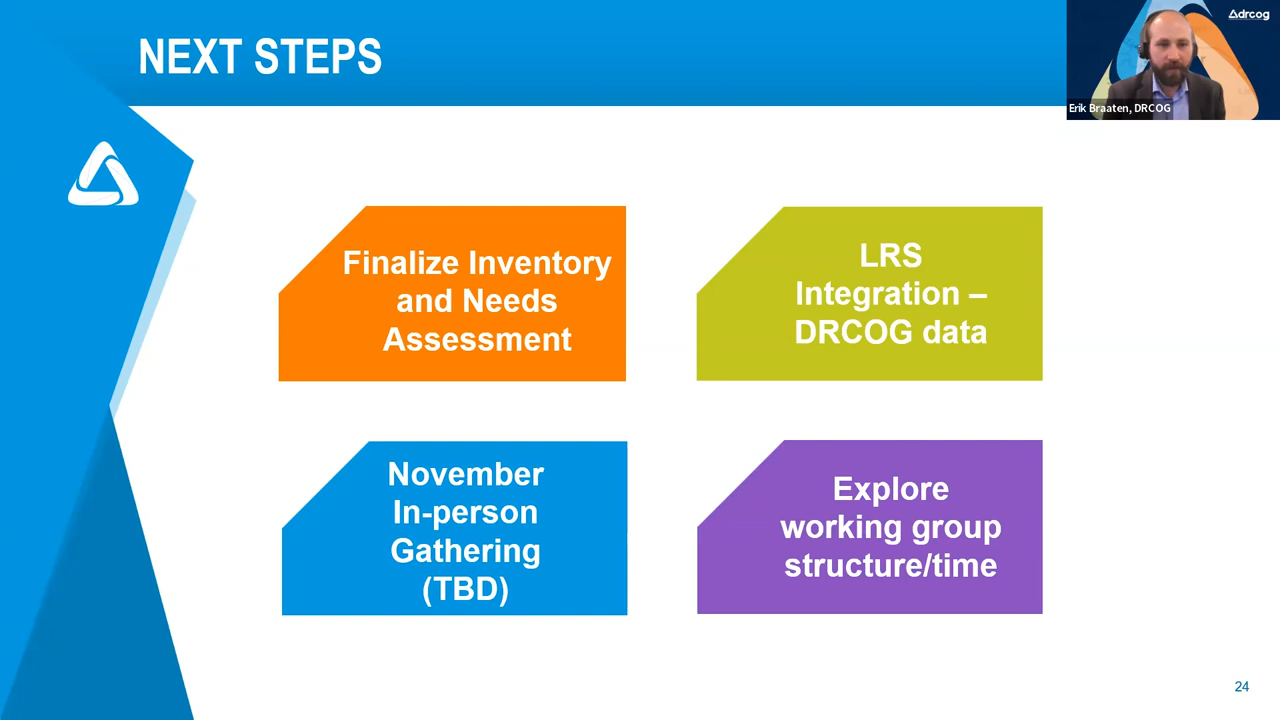 NEXT STEPS
drcog
Erik Braaten, DRCOG
Finalize Inventory
and Needs
Assessment
LRS
Integration –
DRCOG data
November
In-person
Gathering
(TBD)
Explore
working group
structure/time
24